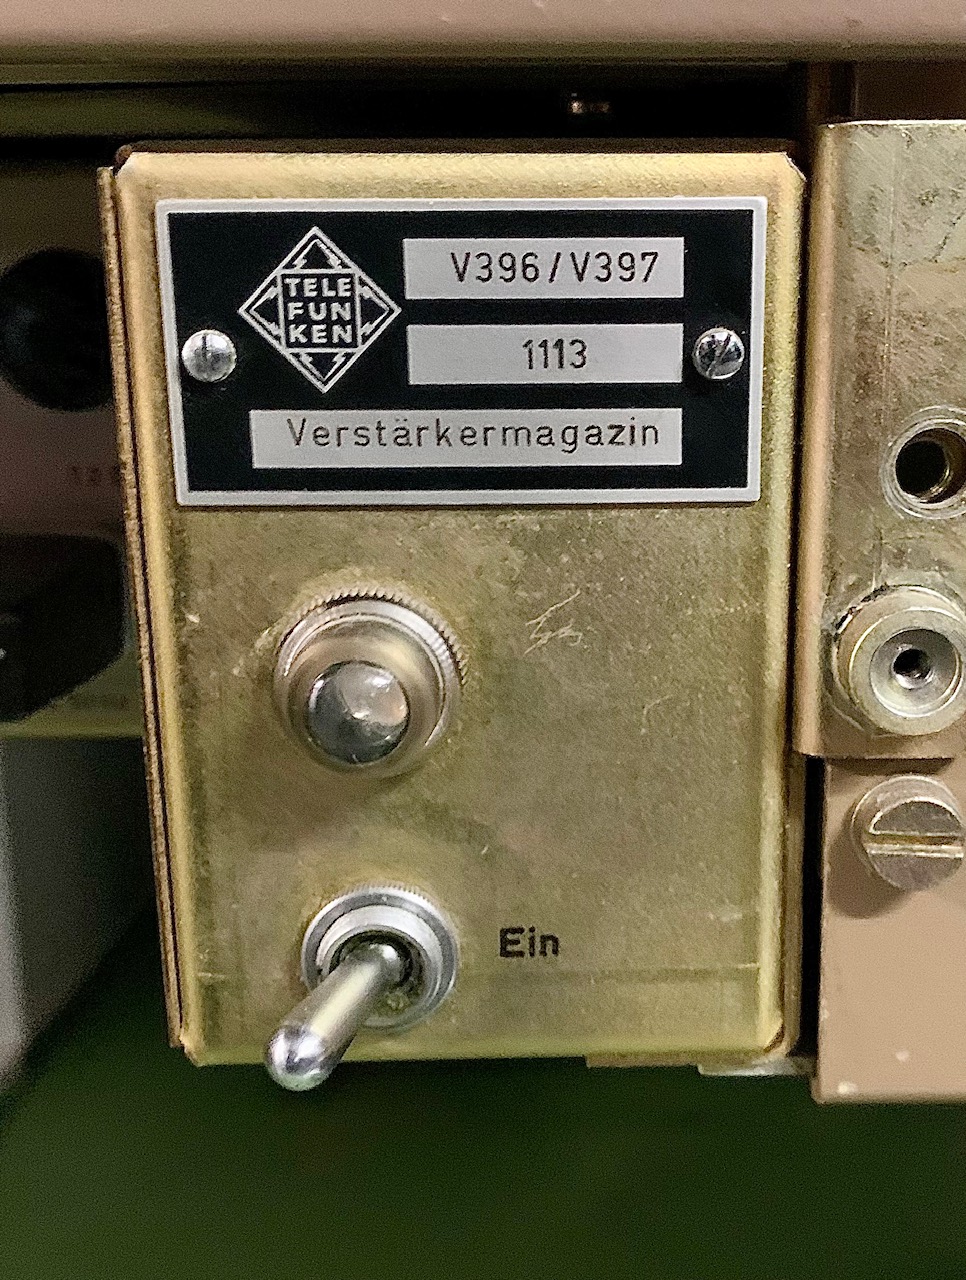 TELE
FUN
KEN
V396/V397
1113
Verstärkermagazin
Ein